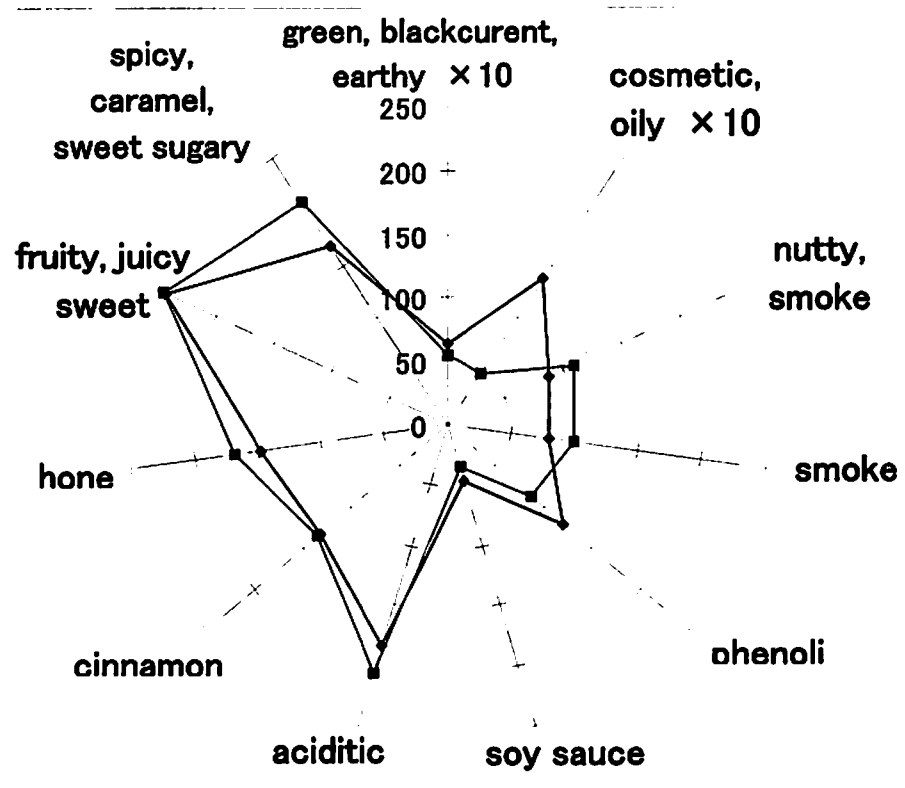 green, blackcurent,
earthy ×10
spicy,
caramel,
sweet sugary
cosmetic,
oily ×10
250
200
150
100
50
0
fruity, juicy
sweet
nutty,
smoke
hone
smoke
cinnamon
phenoli
aciditic
soy sauce